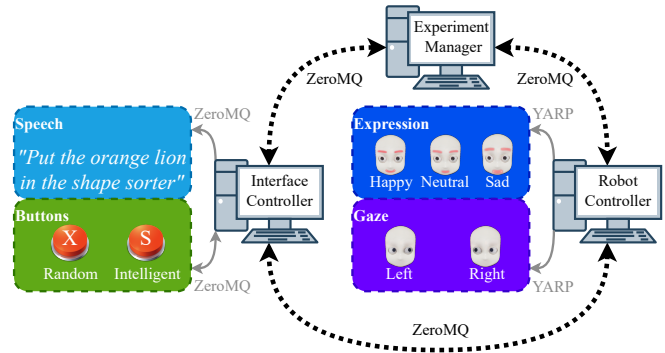 Experiment
Manager
ZeroMQ
ZeroMQ
Speech
ZeroMQ
"Put the orange lion
in the shape sorter"
Interface
Controller
Buttons
X
S
Random
Intelligent
ZeroMQ
Expression
YARP
Happy
Neutral
Sad
Robot
Controller
Gaze
Left
Right
YARP
ZeroMQ